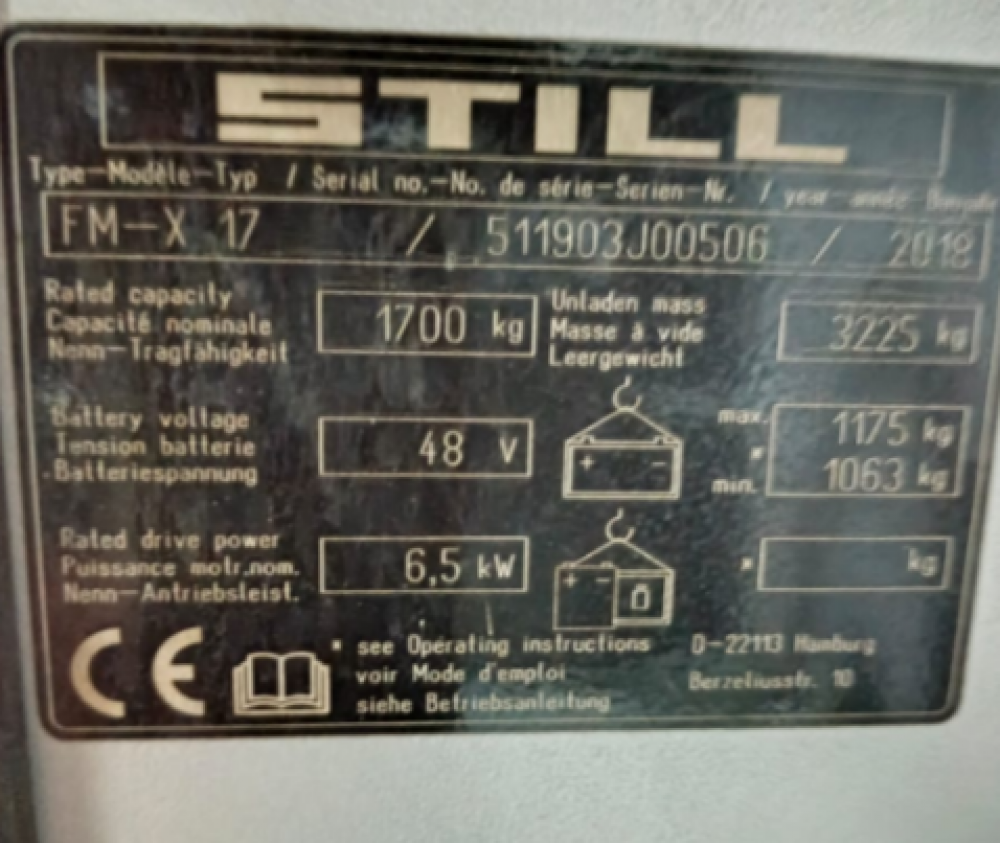 STILL
Type-Modèle-Typ / Serial no.-No. de série-Serien-Nr. / year-année-Baujahr
FM-X 17 / 511903J00506 / 2018
Rated capacity
Capacité nominale
Nenn-Tragfähigkeit
1700 kg
Unladen mass
Masse à vide
Leergewicht
3225 kg
Battery voltage
Tension batterie
Batteriespannung
48 V
+ -
max. 1175 kg
*
min. 1063 kg
Rated drive power
Puissance motr.nom.
Nenn-Antriebsleist.
6,5 kW
+ -
* kg
CE
* see Operating instructions
voir Mode d'emploi
siehe Betriebsanleitung
D-22113 Hamburg
Berzeliusstr. 10